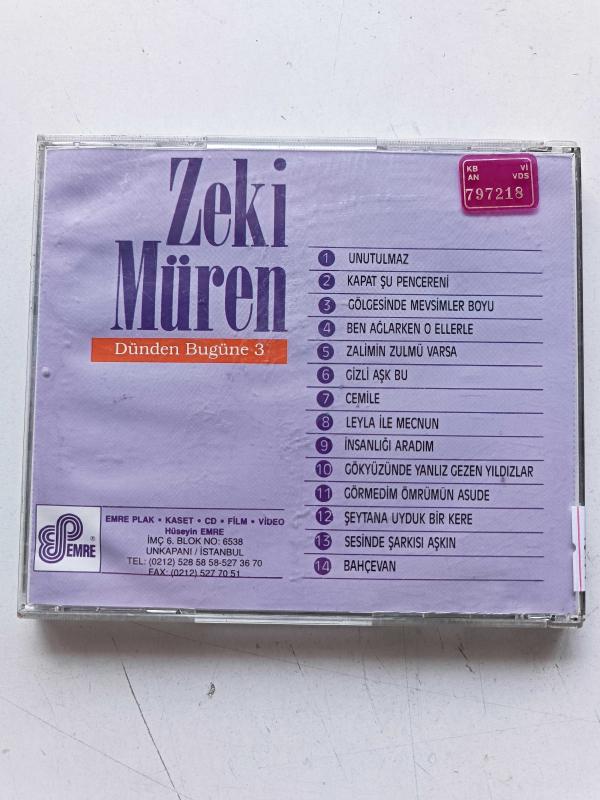 Zeki
Müren
Dünden Bugüne 3
KB Vİ
AN VDS
797218
1 UNUTULMAZ
2 KAPAT ŞU PENCERENİ
3 GÖLGESİNDE MEVSİMLER BOYU
4 BEN AĞLARKEN O ELLERLE
5 ZALİMİN ZULMÜ VARSA
6 GİZLİ AŞK BU
7 CEMİLE
8 LEYLA İLE MECNUN
9 İNSANLIĞI ARADIM
10 GÖKYÜZÜNDE YANLIZ GEZEN YILDIZLAR
11 GÖRMEDİM ÖMRÜMÜN ASUDE
12 ŞEYTANA UYDUK BİR KERE
13 SESİNDE ŞARKISI AŞKIN
14 BAHÇEVAN
EMRE ®
EMRE PLAK • KASET • CD • FİLM • VİDEO
Hüseyin EMRE
İMÇ 6. BLOK NO: 6538
UNKAPANI / İSTANBUL
TEL: (0212) 528 58 58-527 36 70
FAX: (0212) 527 70 51